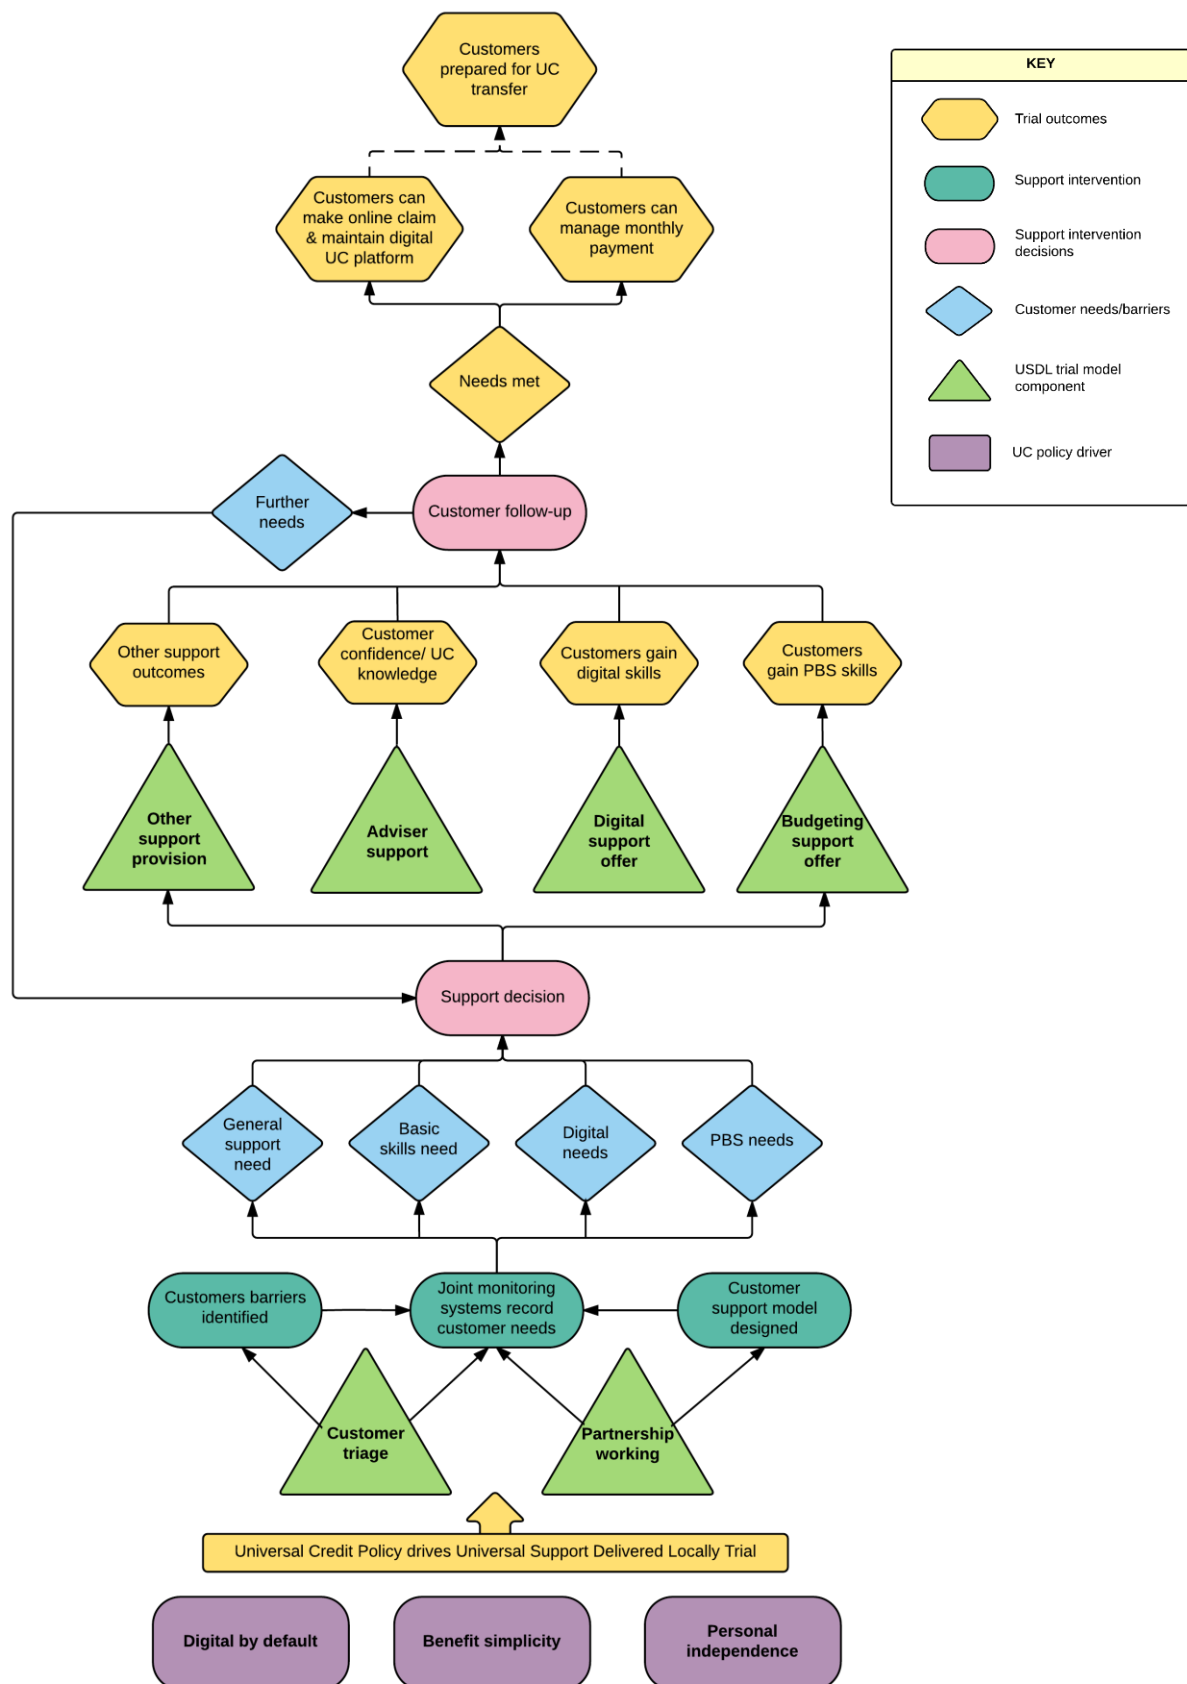 Customers
prepared for UC
transfer
KEY
Trial outcomes
Support intervention
Support intervention
decisions
Customer needs/barriers
USDL trial model
component
UC policy driver
Customers can
make online claim
& maintain digital
UC platform
Customers can
manage monthly
payment
Needs met
Further
needs
Customer follow-up
Other support
outcomes
Customer
confidence/ UC
knowledge
Customers gain
digital skills
Customers
gain PBS skills
Other
support
provision
Adviser
support
Digital
support
offer
Budgeting
support
offer
Support decision
General
support
need
Basic
skills need
Digital
needs
PBS needs
Customers barriers
identified
Joint monitoring
systems record
customer needs
Customer
support model
designed
Customer
triage
Partnership
working
Universal Credit Policy drives Universal Support Delivered Locally Trial
Digital by default
Benefit simplicity
Personal
independence